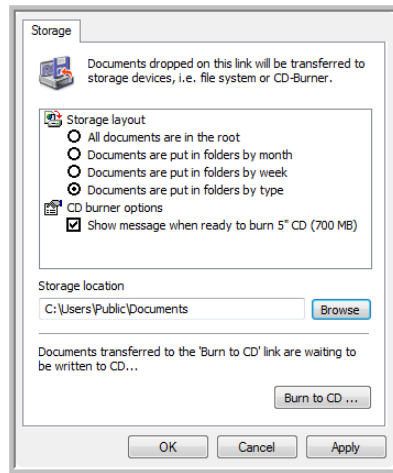 Storage
Documents dropped on this link will be transferred to
storage devices, i.e. file system or CD-Burner.
Storage layout
All documents are in the root
Documents are put in folders by month
Documents are put in folders by week
Documents are put in folders by type
CD burner options
Show message when ready to burn 5" CD (700 MB)
Storage location
C:\Users\Public\Documents
Browse
Documents transferred to the 'Burn to CD' link are waiting to
be written to CD...
Burn to CD ...
OK
Cancel
Apply